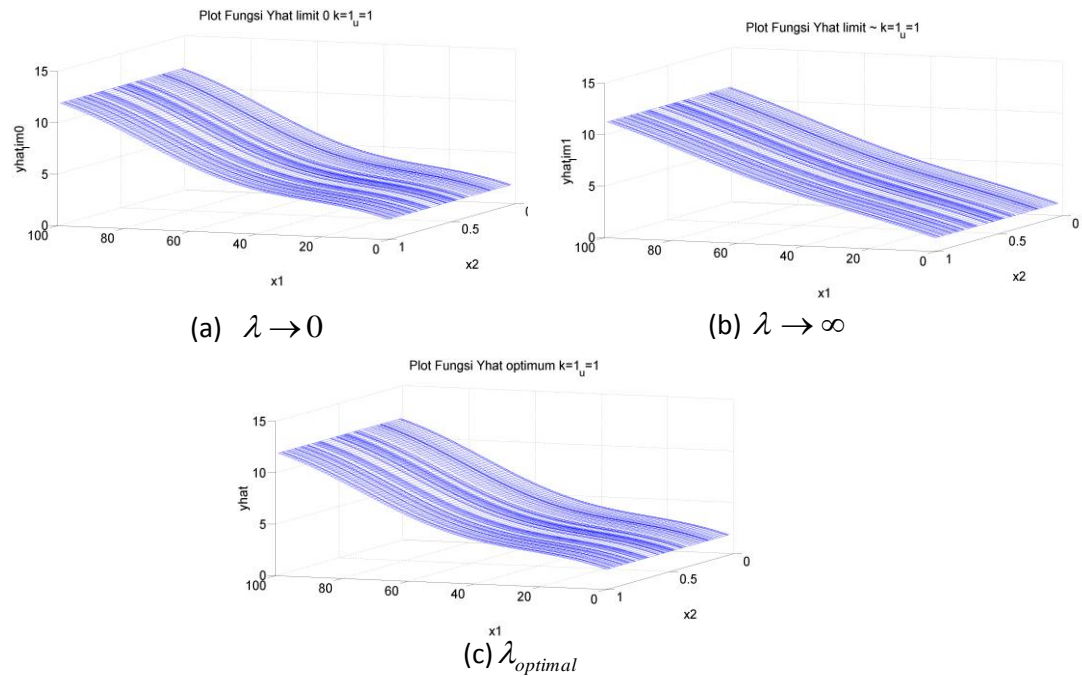 Plot Fungsi Yhat limit 0 k=1_u=1
15
10
5
0
yhatlim0
100
80
60
40
20
0
x1
1
0.5
0
x2
(a) λ → 0
Plot Fungsi Yhat limit ~ k=1_u=1
15
10
5
0
yhatlim1
100
80
60
40
20
0
x1
1
0.5
0
x2
(b) λ → ∞
Plot Fungsi Yhat optimum k=1_u=1
15
10
5
0
yhat
100
80
60
40
20
0
x1
1
0.5
0
x2
(c) λ_optimal